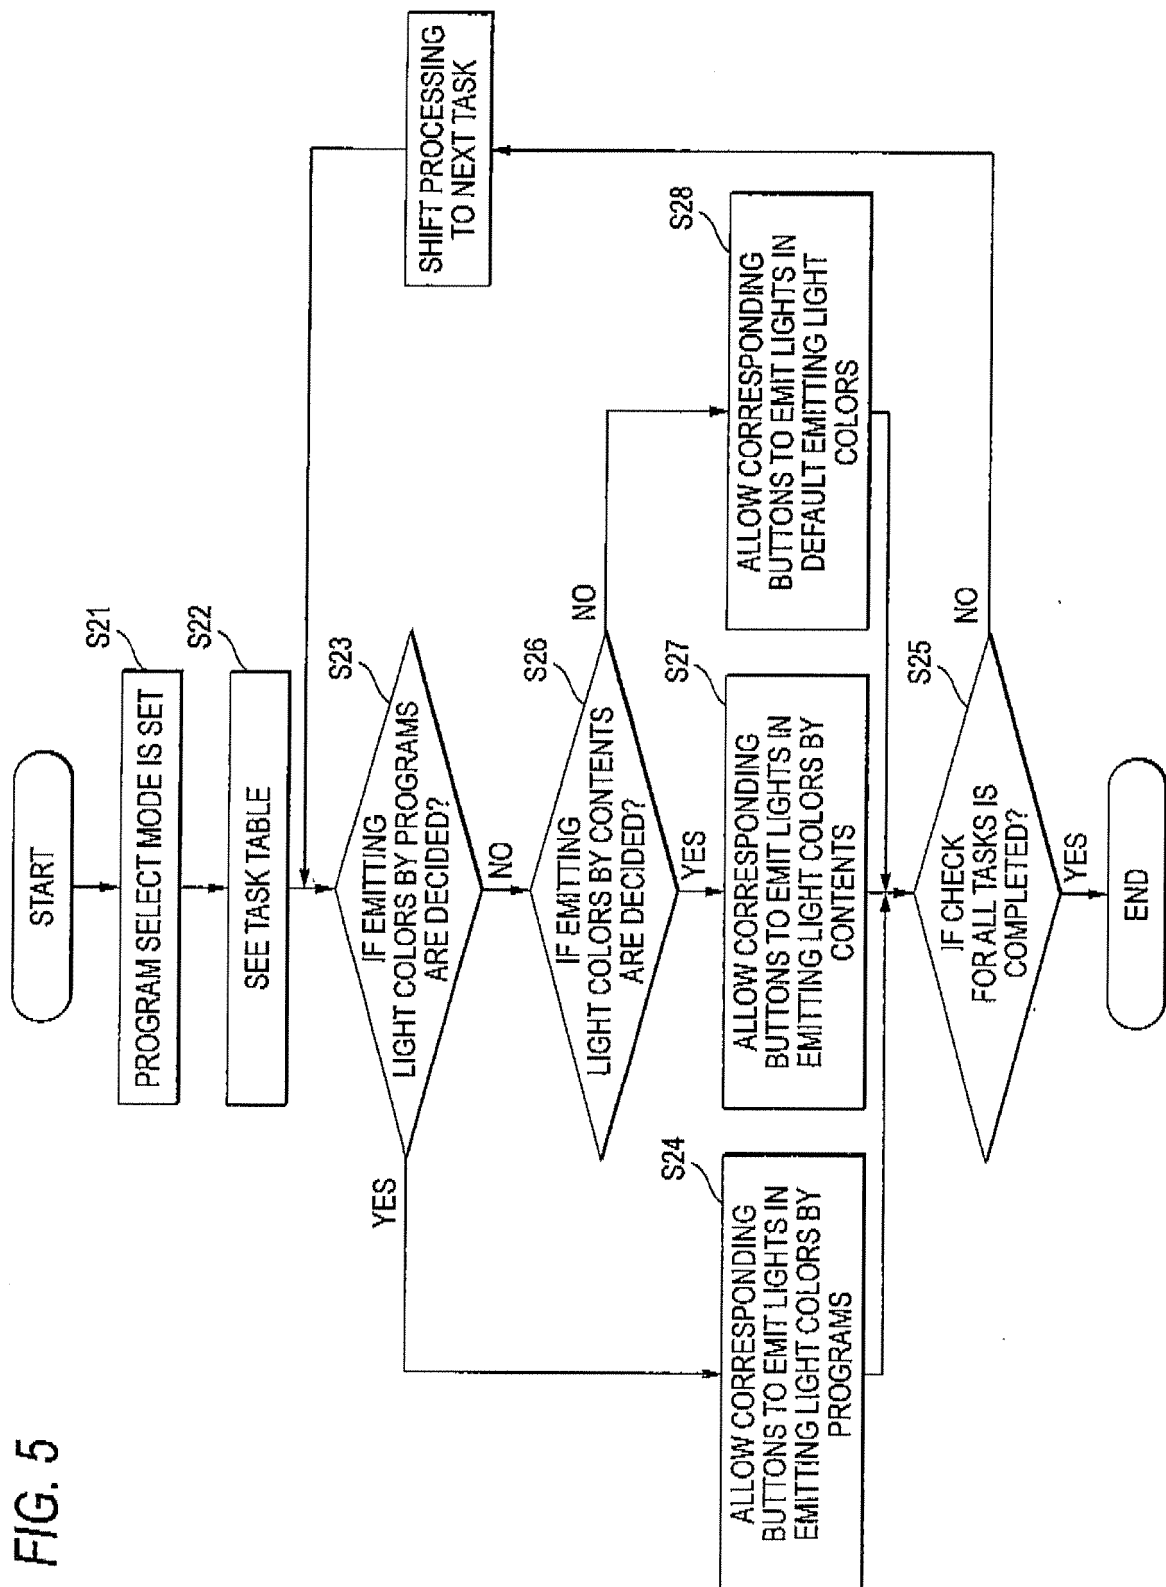 FIG. 5
START
S21
PROGRAM SELECT MODE IS SET
S22
SEE TASK TABLE
SHIFT PROCESSING
TO NEXT TASK
S23
IF EMITTING
LIGHT COLORS BY PROGRAMS
ARE DECIDED?
YES
NO
S26
IF EMITTING
LIGHT COLORS BY CONTENTS
ARE DECIDED?
NO
YES
S24
ALLOW CORRESPONDING
BUTTONS TO EMIT LIGHTS IN
EMITTING LIGHT COLORS BY
PROGRAMS
S27
ALLOW CORRESPONDING
BUTTONS TO EMIT LIGHTS IN
EMITTING LIGHT COLORS BY
CONTENTS
S28
ALLOW CORRESPONDING
BUTTONS TO EMIT LIGHTS IN
DEFAULT EMITTING LIGHT
COLORS
S25
IF CHECK
FOR ALL TASKS IS
COMPLETED?
NO
YES
END